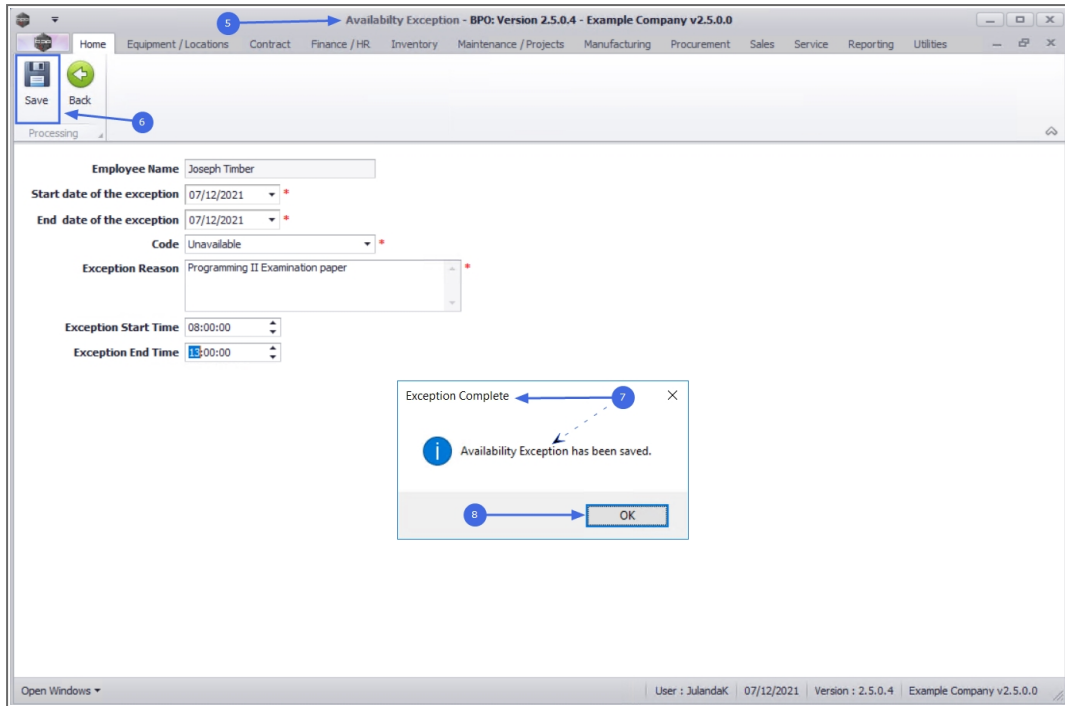 5
Availabilty Exception - BPO: Version 2.5.0.4 - Example Company v2.5.0.0
Home Equipment / Locations Contract Finance / HR Inventory Maintenance / Projects Manufacturing Procurement Sales Service Reporting Utilities
Save Back
6
Processing
Employee Name Joseph Timber
Start date of the exception 07/12/2021 *
End date of the exception 07/12/2021 *
Code Unavailable *
Exception Reason Programming II Examination paper *
Exception Start Time 08:00:00
Exception End Time 13:00:00
Exception Complete 7
Availability Exception has been saved.
8 OK
Open Windows User : JulandaK 07/12/2021 Version : 2.5.0.4 Example Company v2.5.0.0